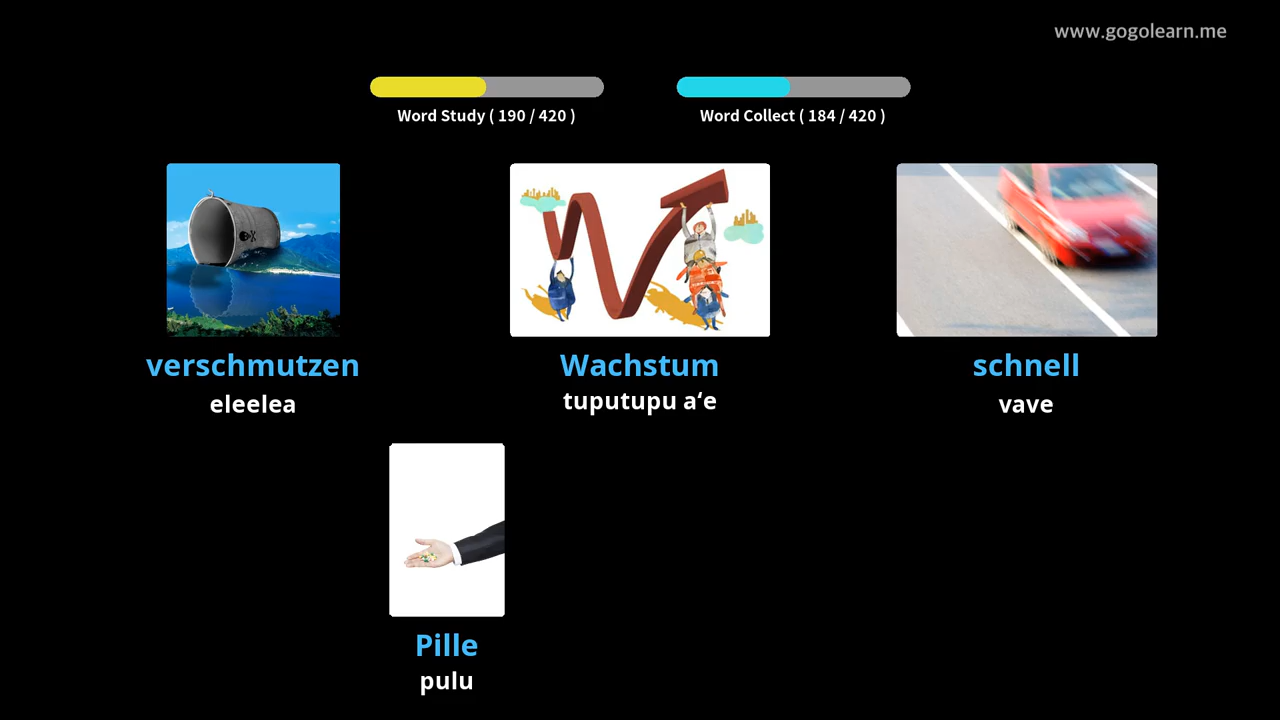 www.gogolearn.me
Word Study ( 190 / 420 )
Word Collect ( 184 / 420 )
verschmutzen
eleelea
Wachstum
tuputupu aʻe
schnell
vave
Pille
pulu